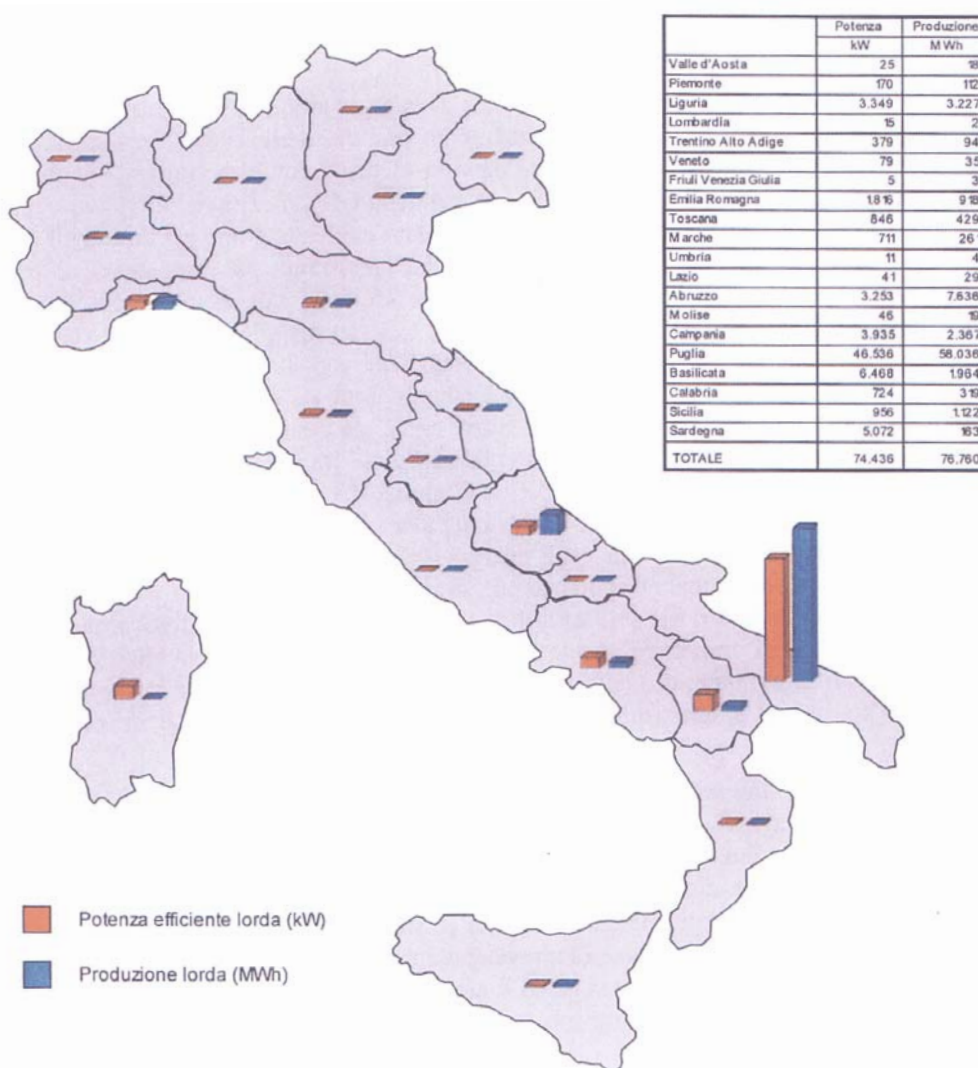 Potenza Produzione
kW MWh
Valle d'Aosta 25 18
Piemonte 170 112
Liguria 3.349 3.227
Lombardia 15 2
Trentino Alto Adige 379 94
Veneto 79 35
Friuli Venezia Giulia 5 3
Emilia Romagna 1.816 918
Toscana 846 429
Marche 711 261
Umbria 11 4
Lazio 41 29
Abruzzo 3.253 7.636
Molise 46 19
Campania 3.935 2.367
Puglia 46.536 58.036
Basilicata 6.468 1.964
Calabria 724 319
Sicilia 956 1.122
Sardegna 5.072 163
TOTALE 74.436 76.760
Potenza efficiente lorda (kW)
Produzione lorda (MWh)